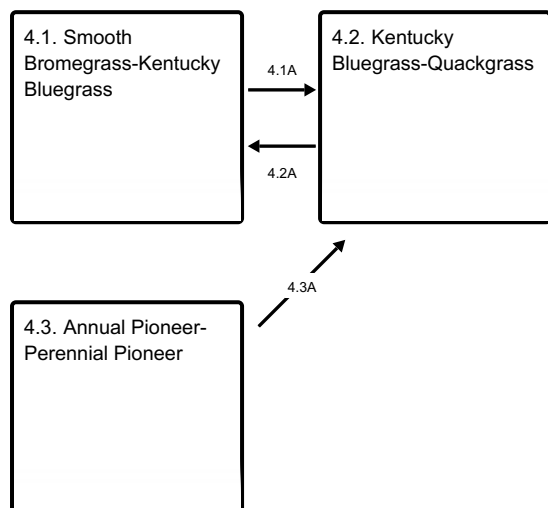 4.1. Smooth
Bromegrass-Kentucky
Bluegrass
4.2. Kentucky
Bluegrass-Quackgrass
4.1A
4.2A
4.3A
4.3. Annual Pioneer-
Perennial Pioneer